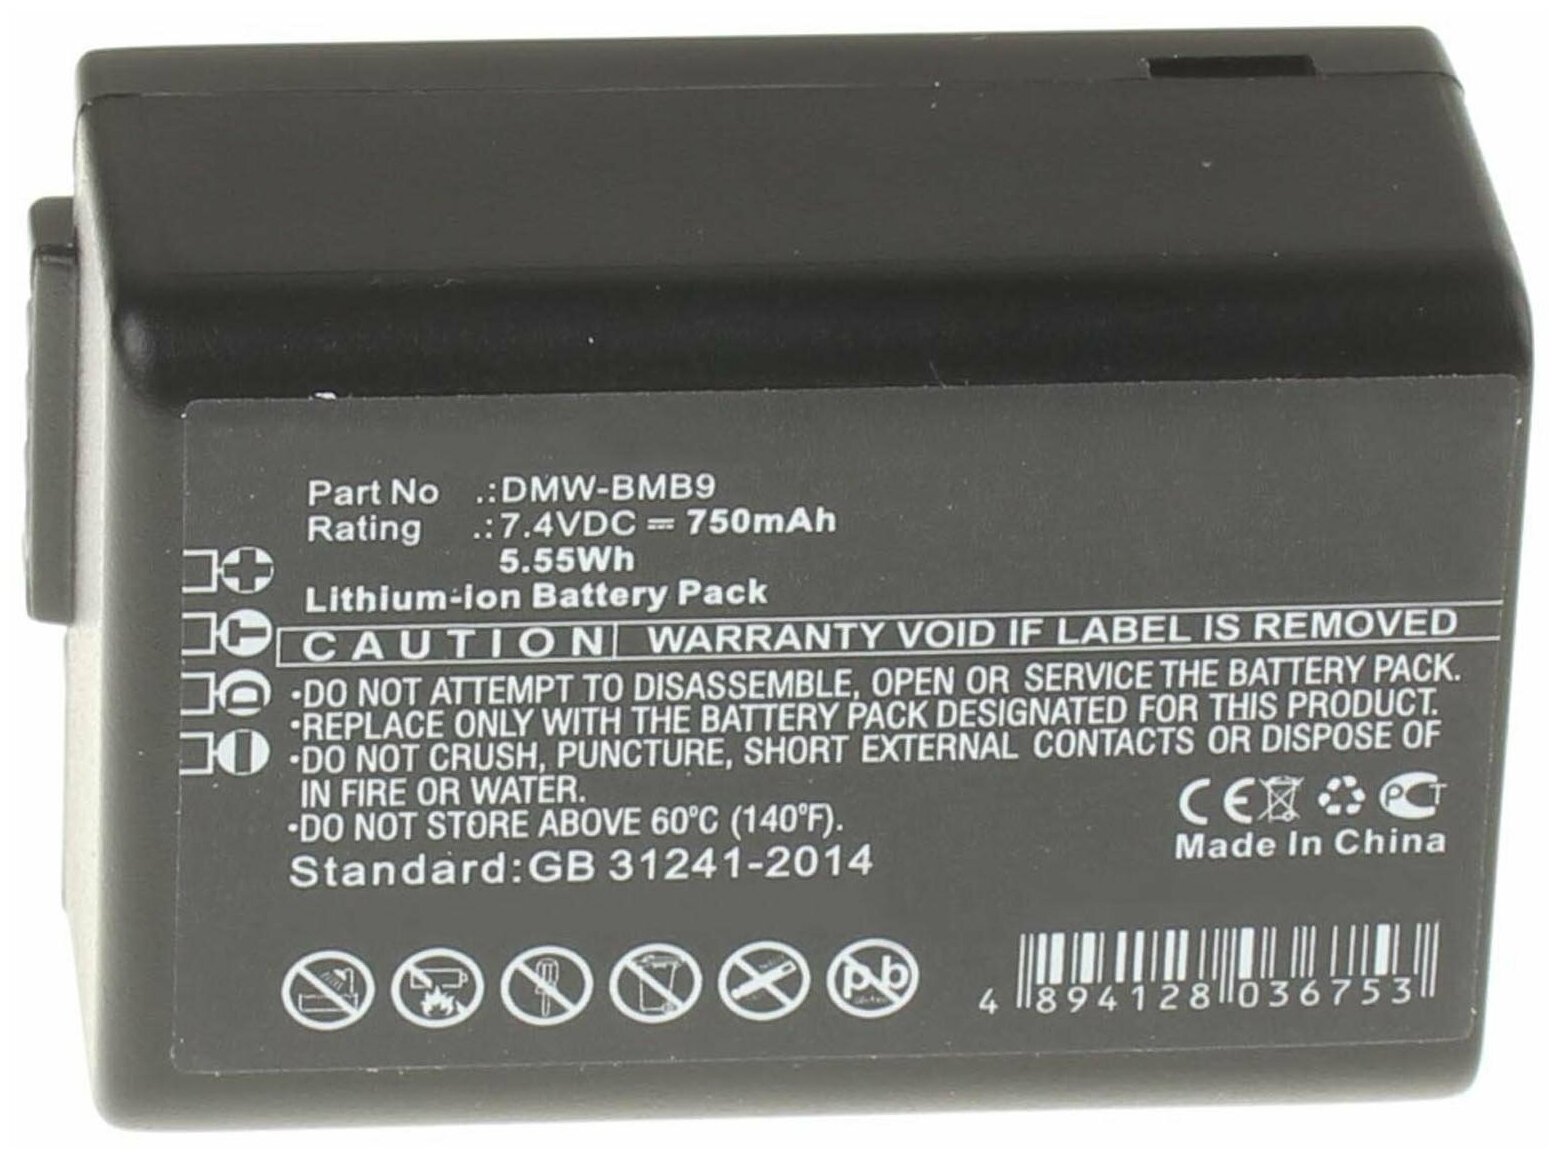 Part No .:DMW-BMB9
Rating .:7.4VDC ⎓ 750mAh
5.55Wh
Lithium-ion Battery Pack
CAUTION WARRANTY VOID IF LABEL IS REMOVED
•DO NOT ATTEMPT TO DISASSEMBLE, OPEN OR SERVICE THE BATTERY PACK.
•REPLACE ONLY WITH THE BATTERY PACK DESIGNATED FOR THIS PRODUCT.
•DO NOT CRUSH, PUNCTURE, SHORT EXTERNAL CONTACTS OR DISPOSE OF
IN FIRE OR WATER.
•DO NOT STORE ABOVE 60°C (140°F).
Standard:GB 31241-2014
+
T
D
–
CE PCT
Made In China
pb
4 894128 036753